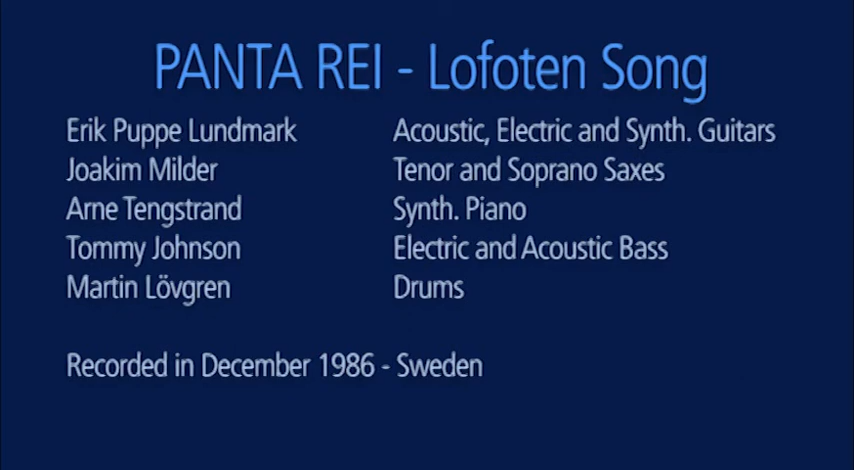 PANTA REI - Lofoten Song
Erik Puppe Lundmark Acoustic, Electric and Synth. Guitars
Joakim Milder Tenor and Soprano Saxes
Arne Tengstrand Synth. Piano
Tommy Johnson Electric and Acoustic Bass
Martin Lövgren Drums
Recorded in December 1986 - Sweden